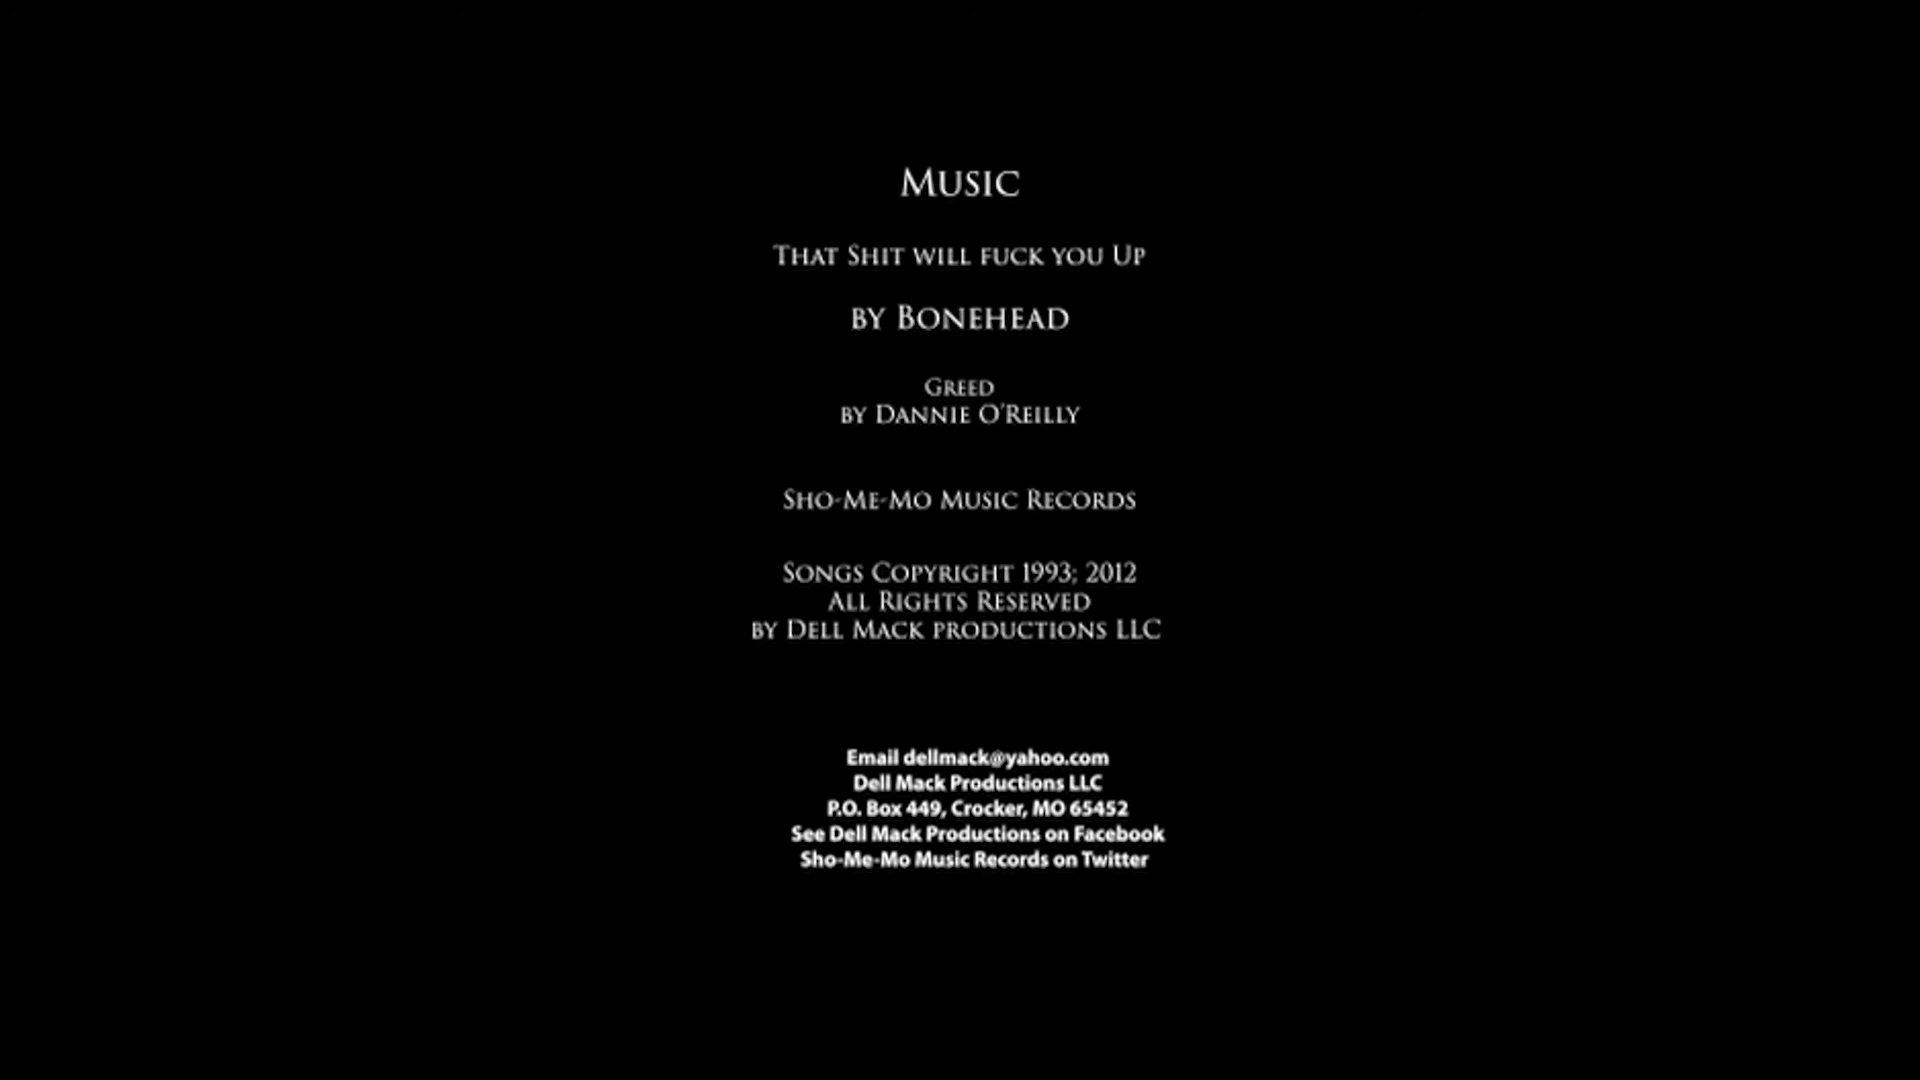 Music
That Shit will fuck you Up
by Bonehead
Greed
by Dannie O'Reilly
Sho-Me-Mo Music Records
Songs Copyright 1993; 2012
All Rights Reserved
by Dell Mack productions LLC
Email dellmack@yahoo.com
Dell Mack Productions LLC
P.O. Box 449, Crocker, MO 65452
See Dell Mack Productions on Facebook
Sho-Me-Mo Music Records on Twitter